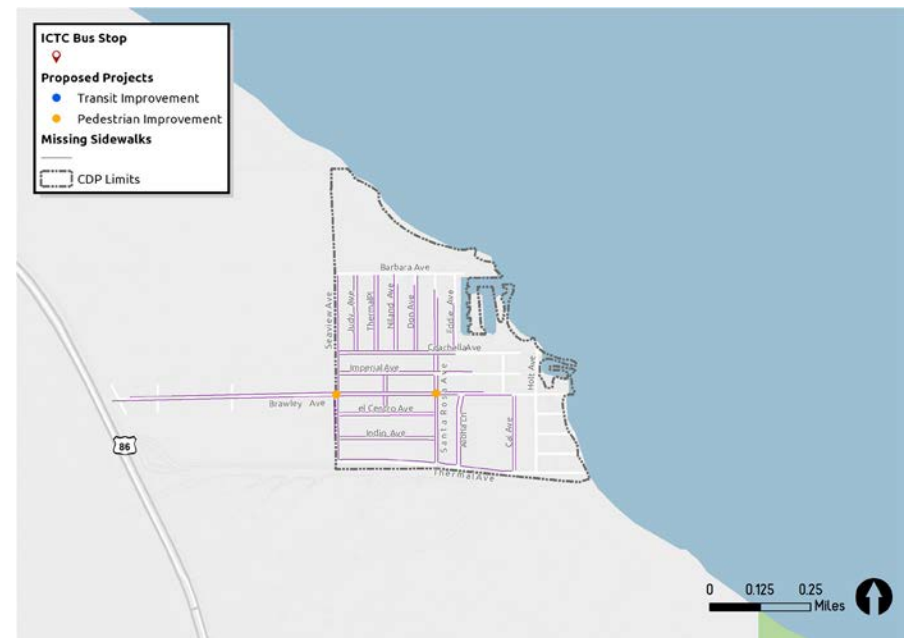 ICTC Bus Stop
Proposed Projects
Transit Improvement
Pedestrian Improvement
Missing Sidewalks
CDP Limits
Barbara Ave
Seaview Ave
Judy Ave
Thermal Pl
Niland Ave
Don Ave
Eddie Ave
Coachella Ave
Imperial Ave
Holt Ave
Santa Rosa Ave
Brawley Ave
el Centro Ave
Cal Ave
Indio Ave
Thermal Ave
86
0 0.125 0.25
Miles